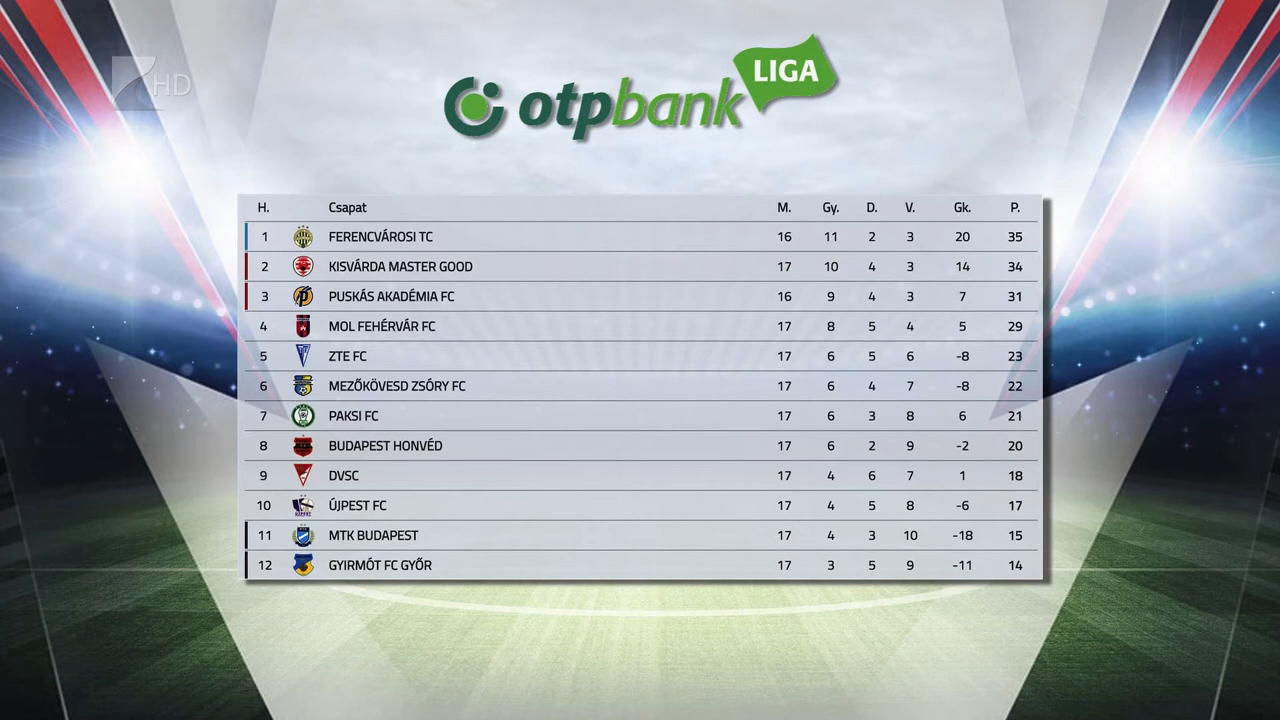 HD
otpbank LIGA
H. Csapat M. Gy. D. V. Gk. P.
1 FERENCVÁROSI TC 16 11 2 3 20 35
2 KISVÁRDA MASTER GOOD 17 10 4 3 14 34
3 PUSKÁS AKADÉMIA FC 16 9 4 3 7 31
4 MOL FEHÉRVÁR FC 17 8 5 4 5 29
5 ZTE FC 17 6 5 6 -8 23
6 MEZŐKÖVESD ZSÓRY FC 17 6 4 7 -8 22
7 PAKSI FC 17 6 3 8 6 21
8 BUDAPEST HONVÉD 17 6 2 9 -2 20
9 DVSC 17 4 6 7 1 18
10 ÚJPEST FC 17 4 5 8 -6 17
11 MTK BUDAPEST 17 4 3 10 -18 15
12 GYIRMÓT FC GYŐR 17 3 5 9 -11 14